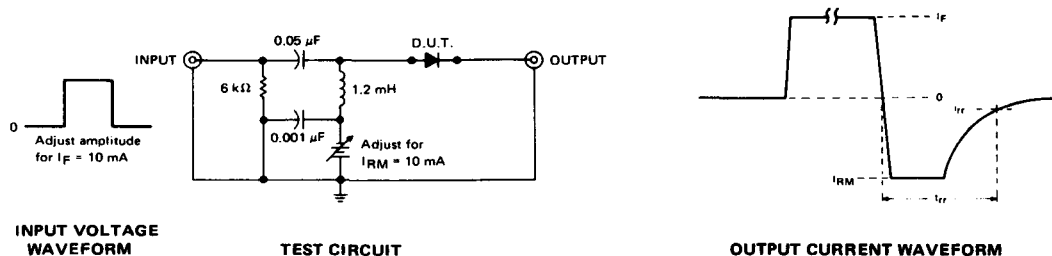 INPUT
0.05 μF
D.U.T.
OUTPUT
6 kΩ
1.2 mH
0.001 μF
0
Adjust amplitude
for IF = 10 mA
Adjust for
IRM = 10 mA
INPUT VOLTAGE
WAVEFORM
TEST CIRCUIT
IF
0
irr
IRM
trr
OUTPUT CURRENT WAVEFORM